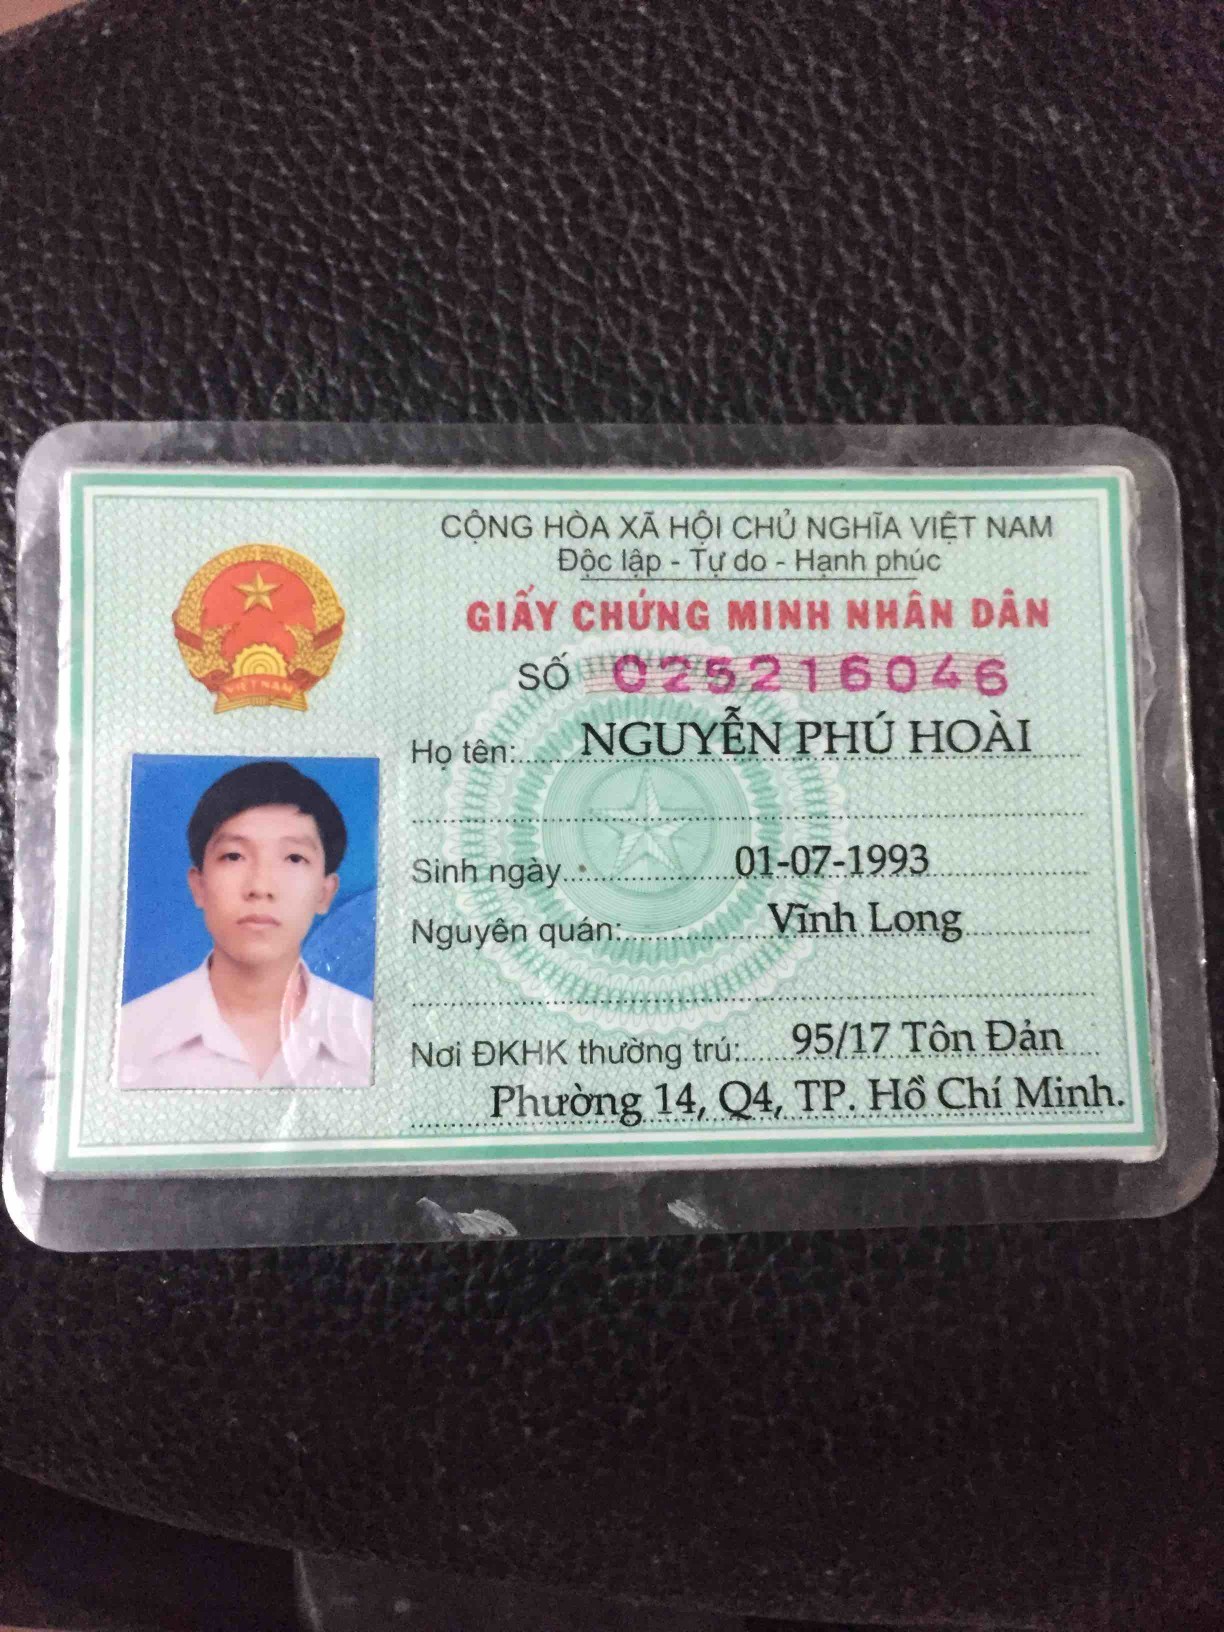 CỘNG HÒA XÃ HỘI CHỦ NGHĨA VIỆT NAM
Độc lập - Tự do - Hạnh phúc
GIẤY CHỨNG MINH NHÂN DÂN
SỐ 025216046
VIỆT NAM
Họ tên: NGUYỄN PHÚ HOÀI
Sinh ngày 01-07-1993
Nguyên quán: Vĩnh Long
Nơi ĐKHK thường trú: 95/17 Tôn Đản
Phường 14, Q4, TP. Hồ Chí Minh.